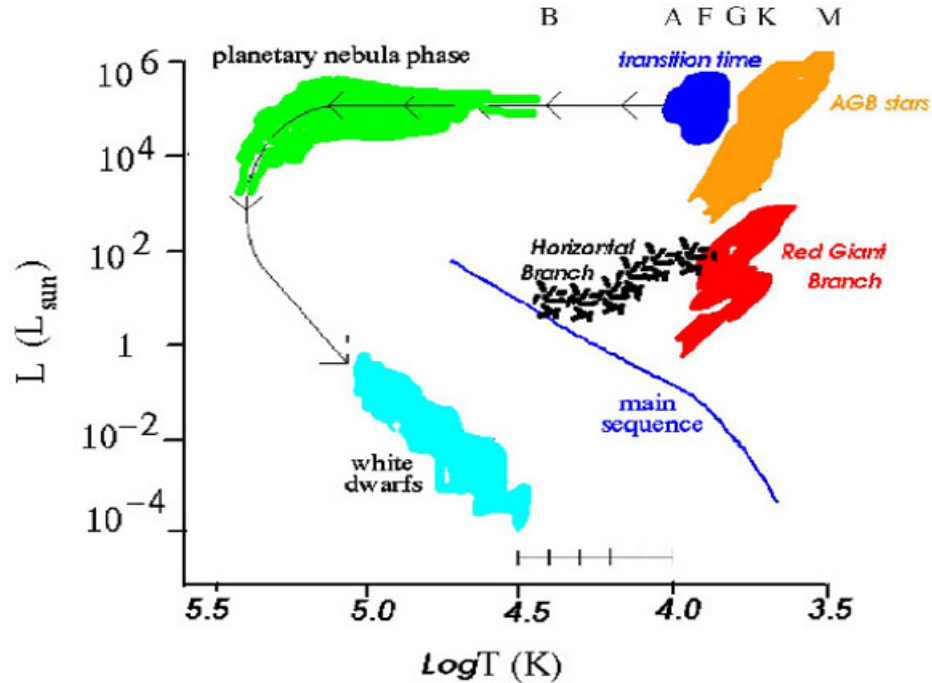 B A F G K M
planetary nebula phase
transition time
AGB stars
10^6
10^4
10^2
1
10^-2
10^-4
L (L_sun)
Horizontal
Branch
Red Giant
Branch
main
sequence
white
dwarfs
5.5 5.0 4.5 4.0 3.5
LogT (K)